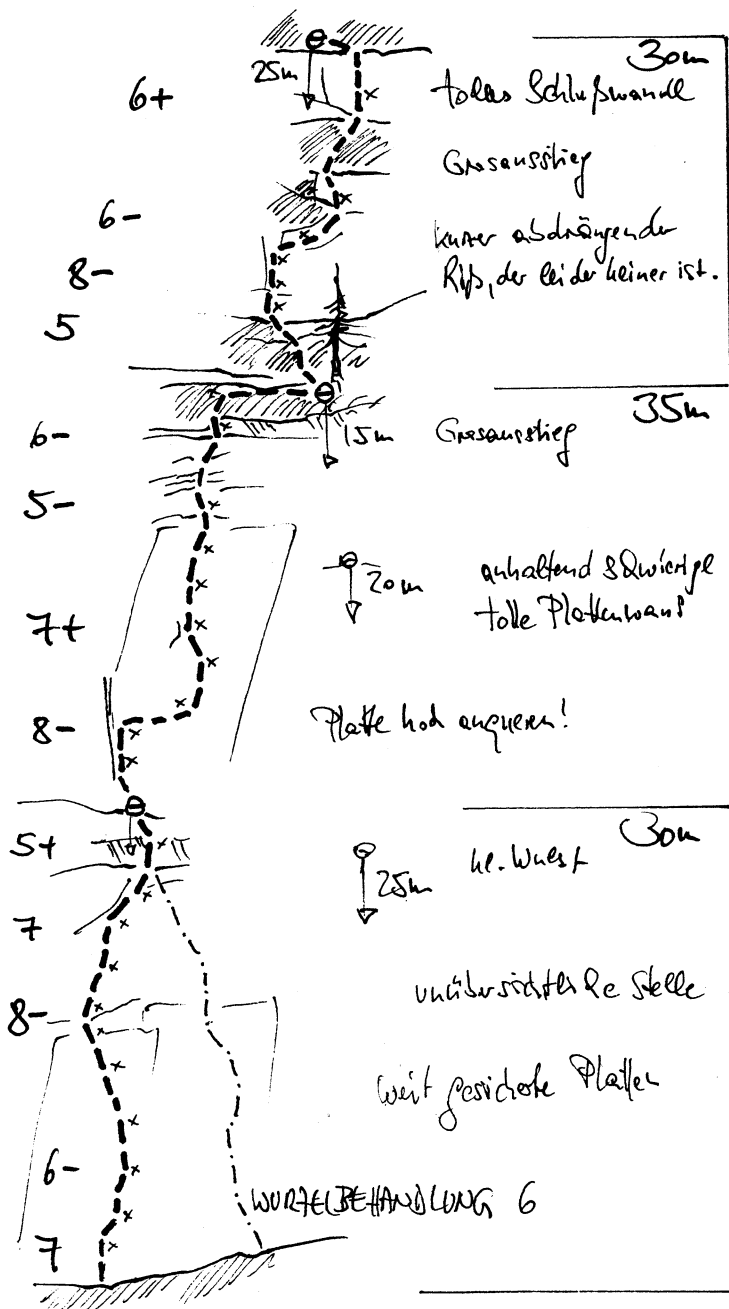 30m
25m
6+
tolles Schlußwandl
Grasausstieg
6-
kurzer abdrängender
8-
Riß, der leider keiner ist.
5
35m
6-
15m
Grasausstieg
5-
20m
anhaltend schwierige
tolle Plattenwand
7+
8-
Platte hoch anqueren!
30m
5+
25m
kl. Wulst
7
unübersichtliche Stelle
8-
weit gesicherte Platten
6-
WURZELBEHANDLUNG 6
7